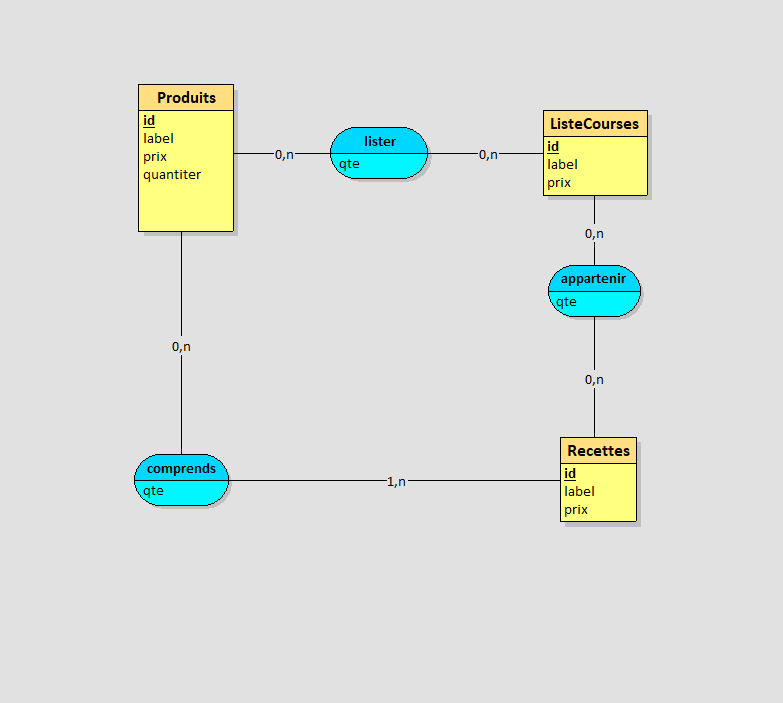 Produits
id
label
prix
quantiter
0,n
lister
qte
0,n
ListeCourses
id
label
prix
0,n
appartenir
qte
0,n
0,n
Recettes
id
label
prix
comprends
qte
1,n